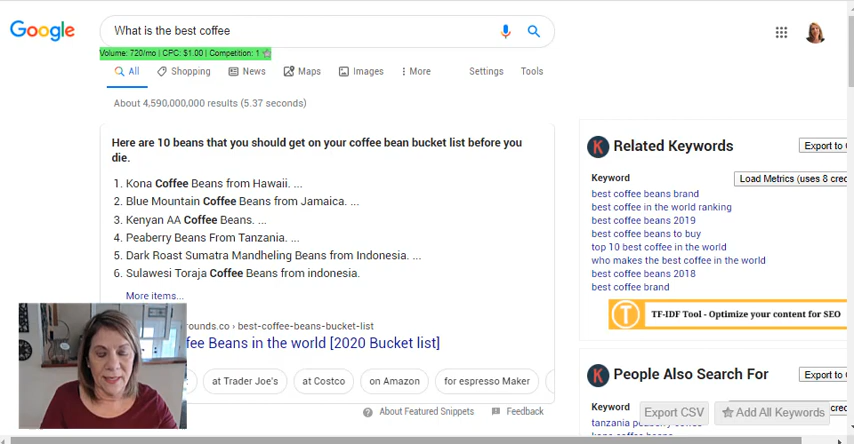 Google
What is the best coffee
Volume: 720/mo | CPC: $1.00 | Competition: 1
All
Shopping
News
Maps
Images
More
Settings
Tools
About 4,590,000,000 results (5.37 seconds)
Here are 10 beans that you should get on your coffee bean bucket list before you
die.
1. Kona Coffee Beans from Hawaii. ...
2. Blue Mountain Coffee Beans from Jamaica. ...
3. Kenyan AA Coffee Beans. ...
4. Peaberry Beans From Tanzania. ...
5. Dark Roast Sumatra Mandheling Beans from Indonesia. ...
6. Sulawesi Toraja Coffee Beans from indonesia.
More items...
rounds.co › best-coffee-beans-bucket-list
fee Beans in the world [2020 Bucket list]
at Trader Joe's
at Costco
on Amazon
for espresso Maker
About Featured Snippets
Feedback
K
Related Keywords
Export to
Keyword
Load Metrics (uses 8 cred
best coffee beans brand
best coffee in the world ranking
best coffee beans 2019
best coffee beans to buy
top 10 best coffee in the world
who makes the best coffee in the world
best coffee beans 2018
best coffee brand
T
TF-IDF Tool - Optimize your content for SEO
K
People Also Search For
Export to
Keyword
Export CSV
Add All Keywords
tanzania peaberry coffee